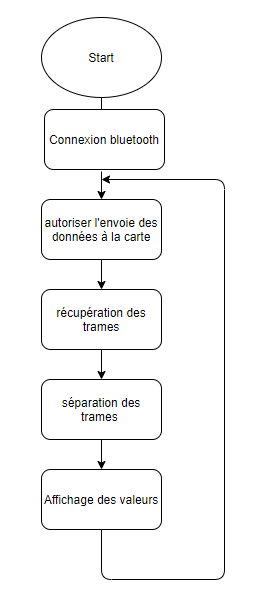 Start
Connexion bluetooth
autoriser l'envoie des
données à la carte
récupération des
trames
séparation des
trames
Affichage des valeurs